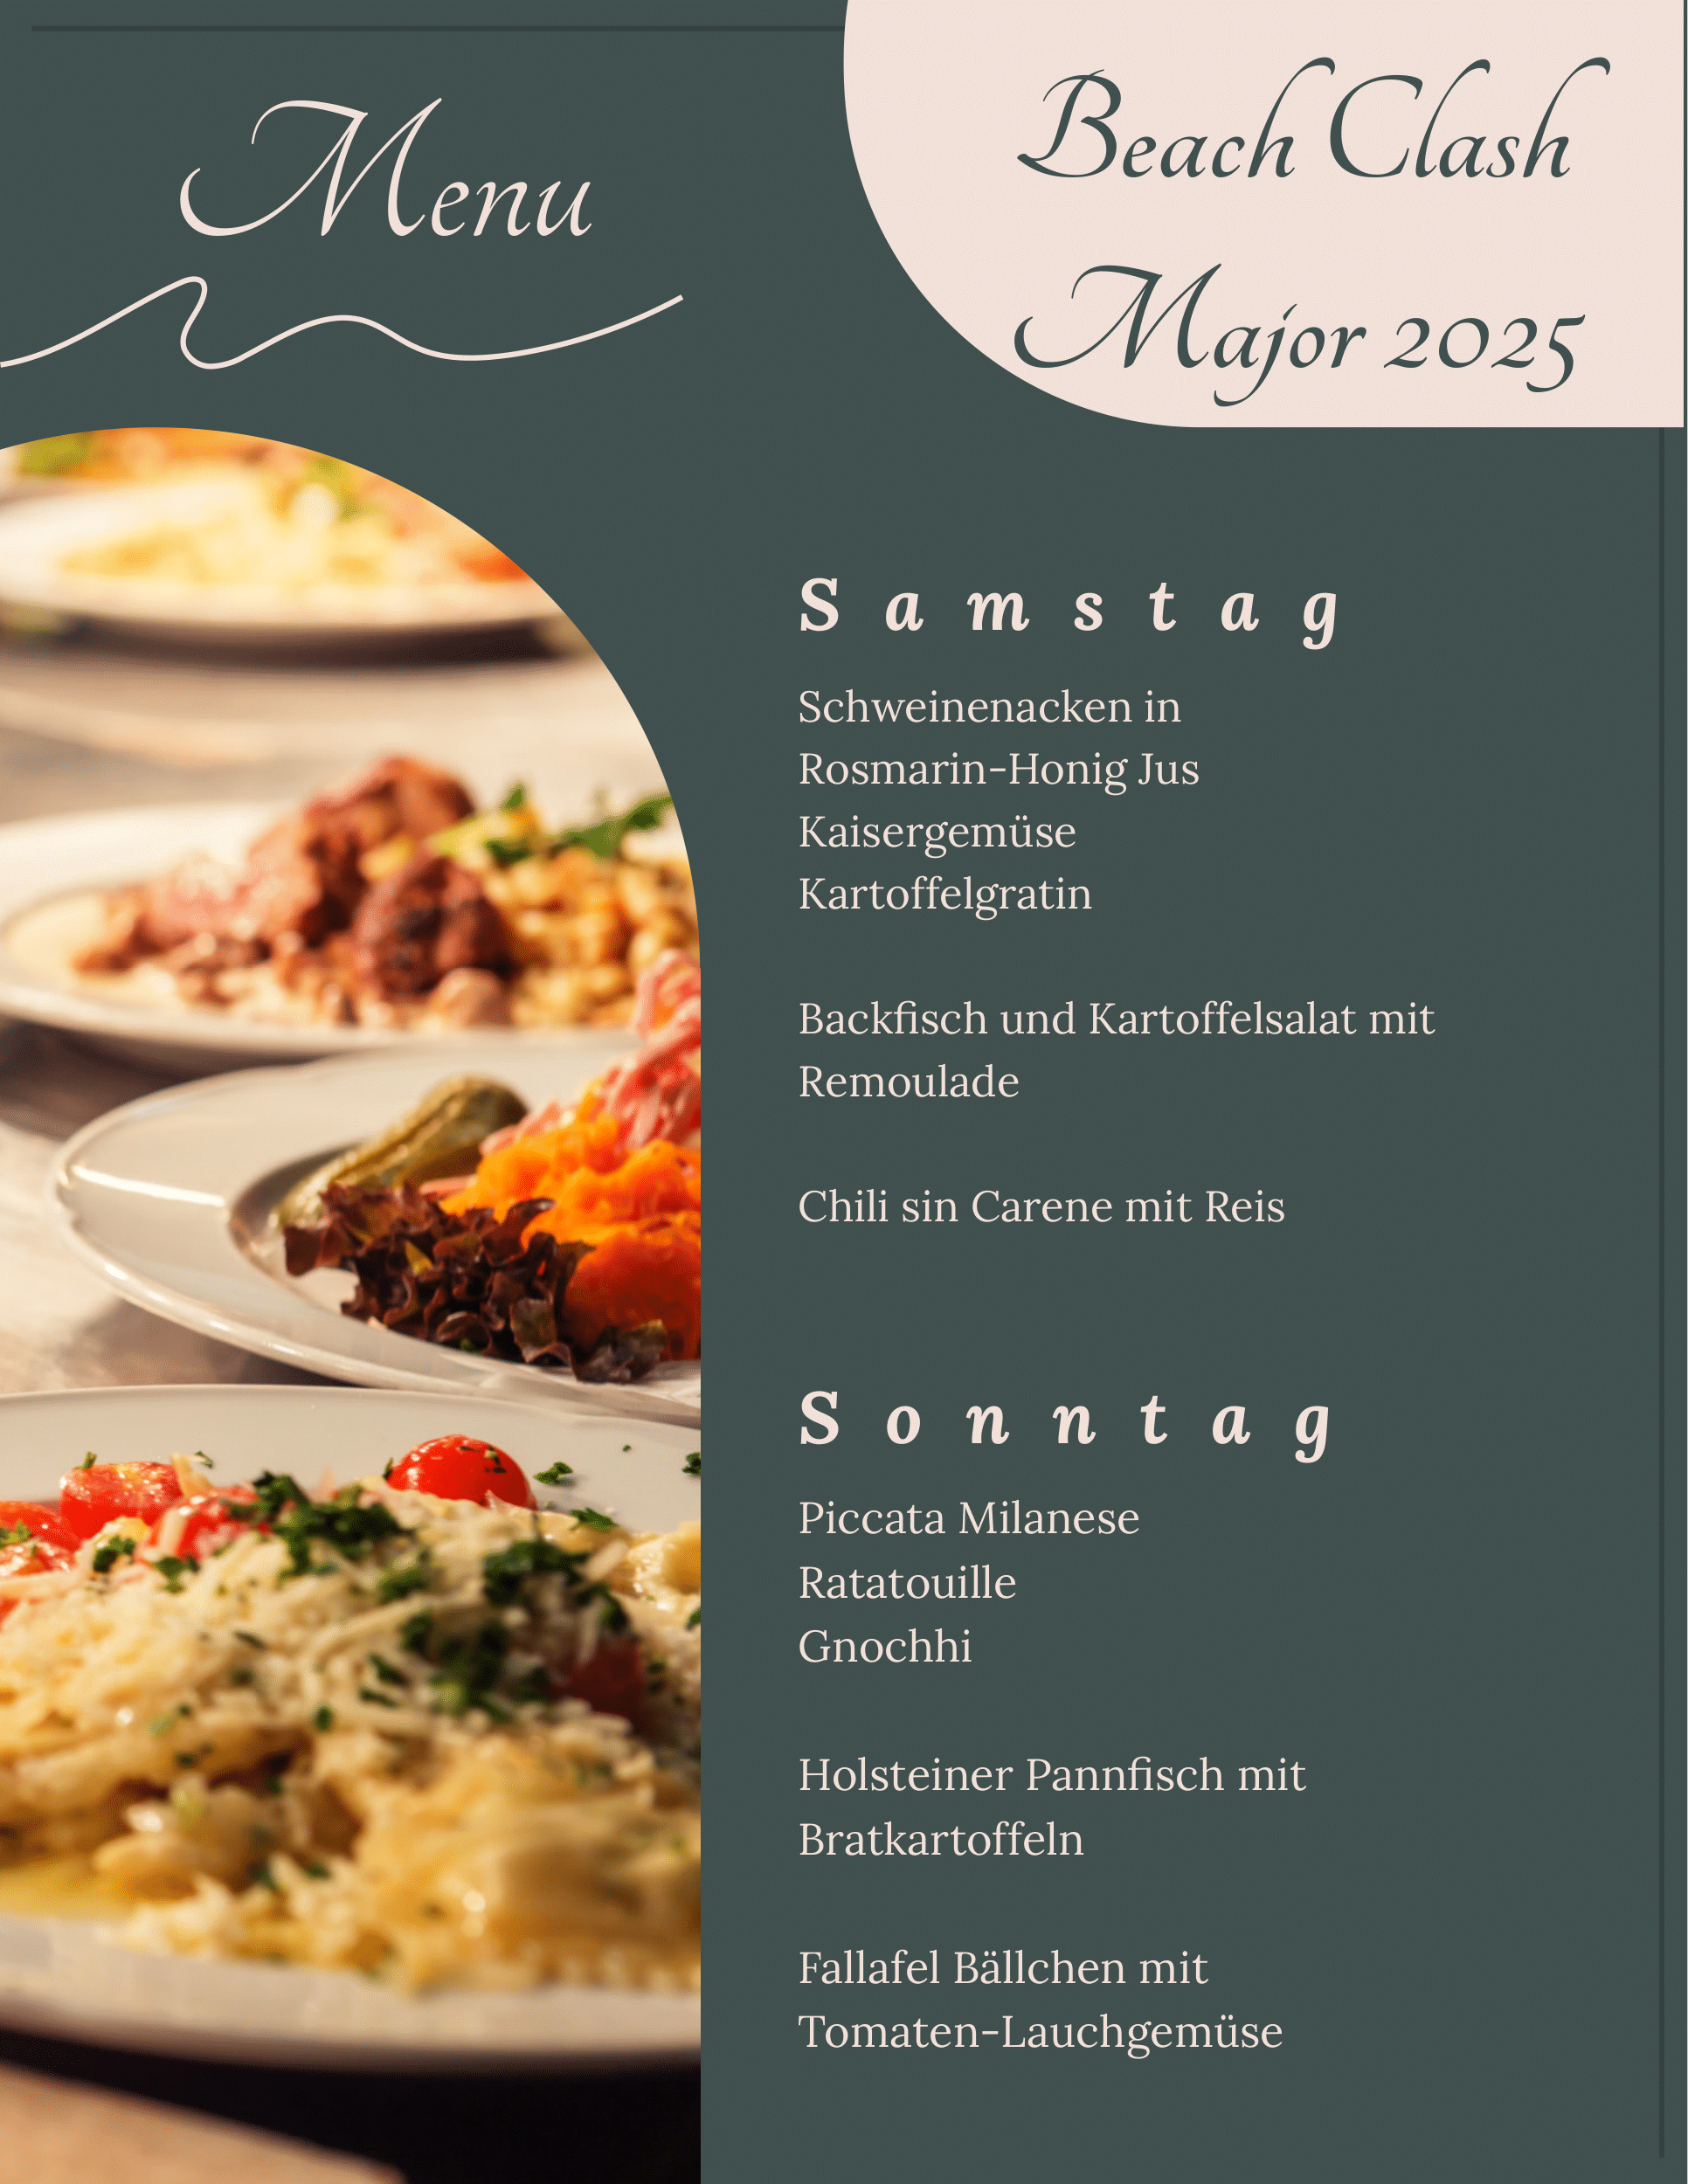 Menu
Beach Clash
Major 2025
Samstag
Schweinenacken in
Rosmarin-Honig Jus
Kaisergemüse
Kartoffelgratin
Backfisch und Kartoffelsalat mit
Remoulade
Chili sin Carene mit Reis
Sonntag
Piccata Milanese
Ratatouille
Gnochhi
Holsteiner Pannfisch mit
Bratkartoffeln
Fallafel Bällchen mit
Tomaten-Lauchgemüse